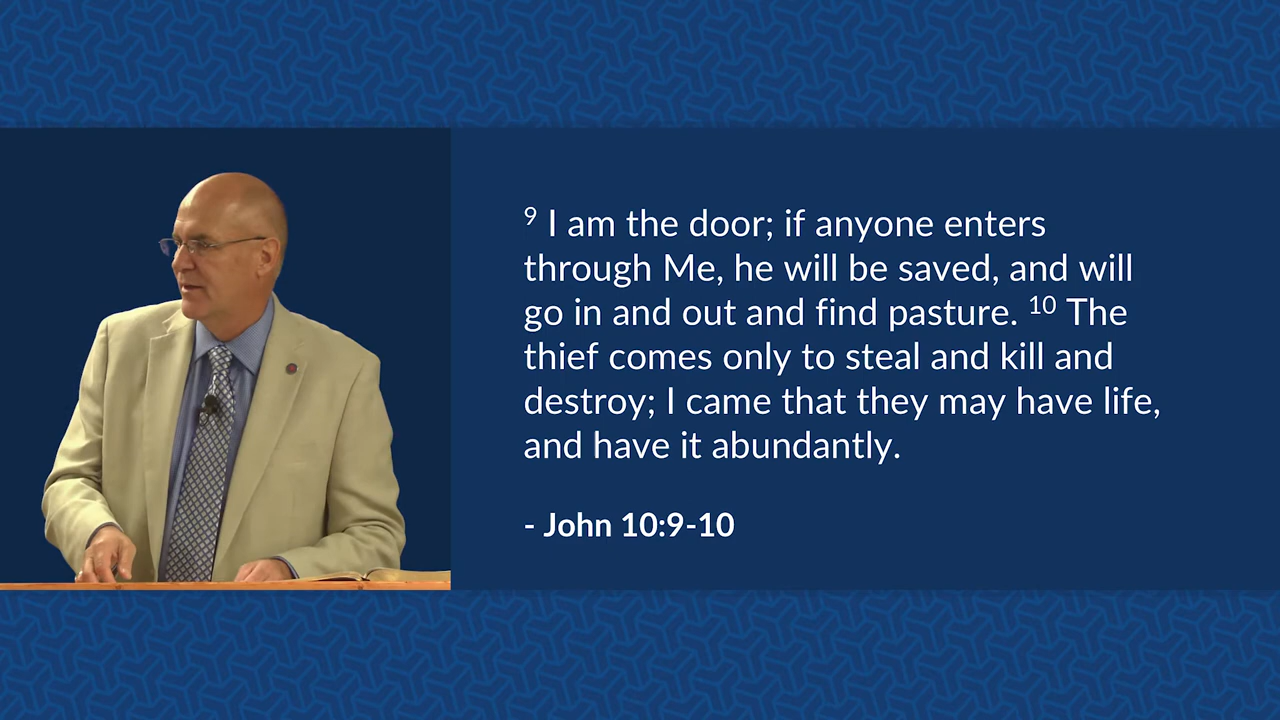 ⁹ I am the door; if anyone enters
through Me, he will be saved, and will
go in and out and find pasture. ¹⁰ The
thief comes only to steal and kill and
destroy; I came that they may have life,
and have it abundantly.
- John 10:9-10